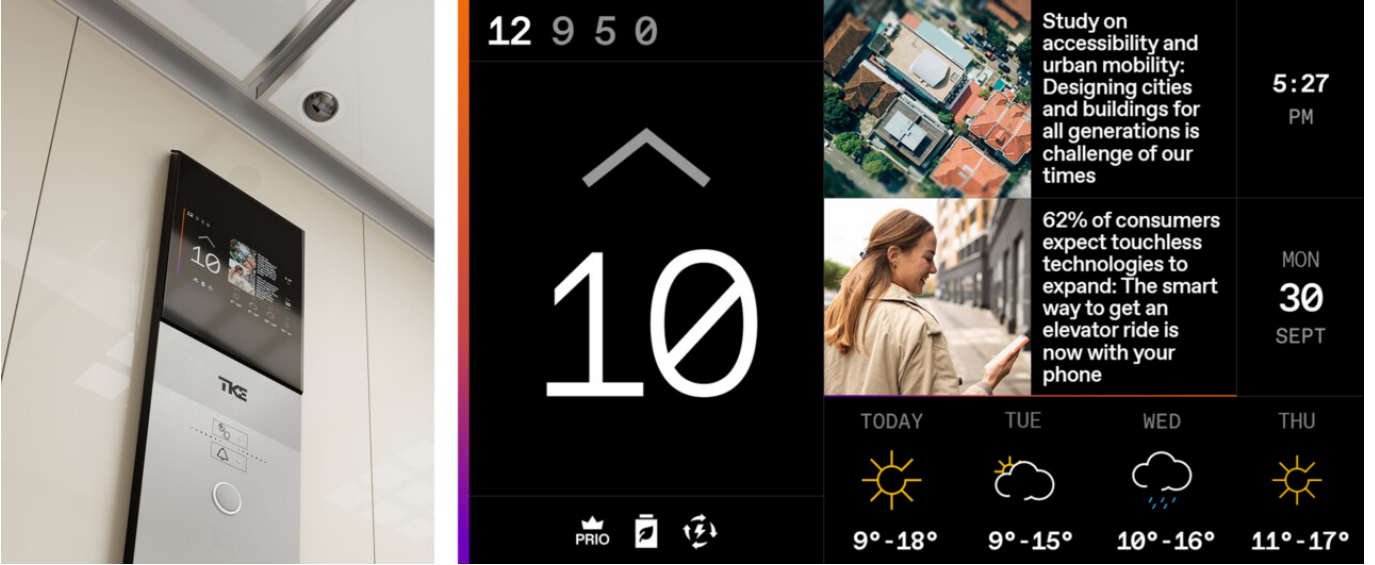 TKE
12 9 5 0
10
PRIO
Study on
accessibility and
urban mobility:
Designing cities
and buildings for
all generations is
challenge of our
times
5:27
PM
62% of consumers
expect touchless
technologies to
expand: The smart
way to get an
elevator ride is
now with your
phone
MON
30
SEPT
TODAY
TUE
WED
THU
9°-18°
9°-15°
10°-16°
11°-17°